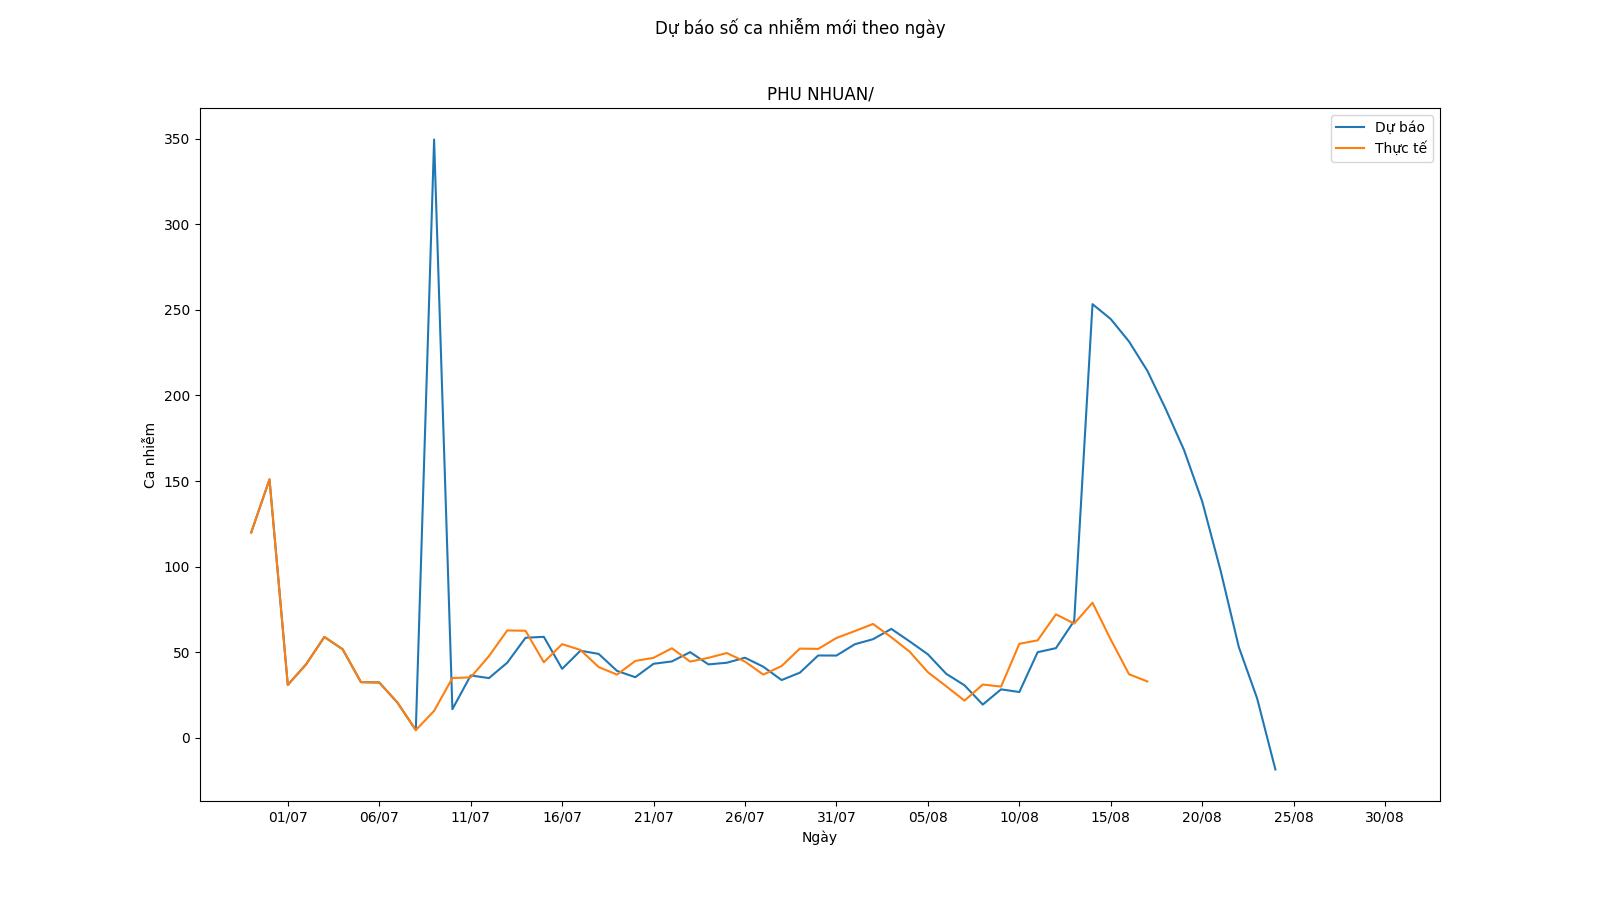 Dự báo số ca nhiễm mới theo ngày
PHU NHUAN/
Dự báo
Thực tế
350
300
250
200
150
100
50
0
Ca nhiễm
01/07 06/07 11/07 16/07 21/07 26/07 31/07 05/08 10/08 15/08 20/08 25/08 30/08
Ngày